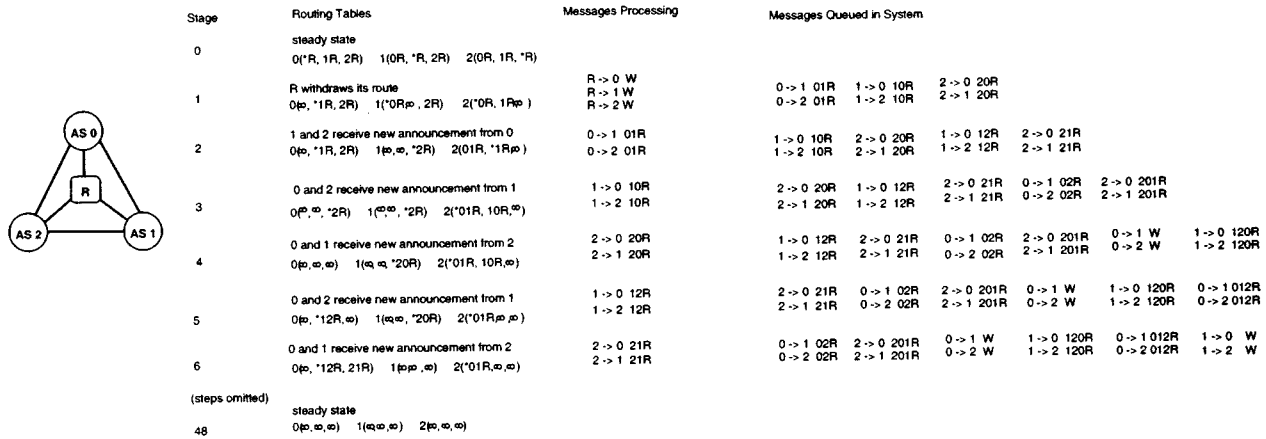 Stage Routing Tables Messages Processing Messages Queued in System
steady state
0 0(*R, 1R, 2R) 1(0R, *R, 2R) 2(0R, 1R, *R)
R withdraws its route
1 0(∞, *1R, 2R) 1(*0R∞, 2R) 2(*0R, 1R∞)
R -> 0 W
R -> 1 W
R -> 2 W
0 -> 1 01R 1 -> 0 10R 2 -> 0 20R
0 -> 2 01R 1 -> 2 10R 2 -> 1 20R
1 and 2 receive new announcement from 0
2 0(∞, *1R, 2R) 1(∞,∞, *2R) 2(01R, *1R∞)
0 -> 1 01R
0 -> 2 01R
1 -> 0 10R 2 -> 0 20R 1 -> 0 12R 2 -> 0 21R
1 -> 2 10R 2 -> 1 20R 1 -> 2 12R 2 -> 1 21R
0 and 2 receive new announcement from 1
3 0(∞,∞, *2R) 1(∞,∞, *2R) 2(*01R, 10R,∞)
1 -> 0 10R
1 -> 2 10R
2 -> 0 20R 1 -> 0 12R 2 -> 0 21R 0 -> 1 02R 2 -> 0 201R
2 -> 1 20R 1 -> 2 12R 2 -> 1 21R 0 -> 2 02R 2 -> 1 201R
0 and 1 receive new announcement from 2
4 0(∞,∞,∞) 1(∞,∞, *20R) 2(*01R, 10R,∞)
2 -> 0 20R
2 -> 1 20R
1 -> 0 12R 2 -> 0 21R 0 -> 1 02R 2 -> 0 201R 0 -> 1 W 1 -> 0 120R
1 -> 2 12R 2 -> 1 21R 0 -> 2 02R 2 -> 1 201R 0 -> 2 W 1 -> 2 120R
0 and 2 receive new announcement from 1
5 0(∞, *12R,∞) 1(∞,∞, *20R) 2(*01R∞,∞)
1 -> 0 12R
1 -> 2 12R
2 -> 0 21R 0 -> 1 02R 2 -> 0 201R 0 -> 1 W 1 -> 0 120R 0 -> 1 012R
2 -> 1 21R 0 -> 2 02R 2 -> 1 201R 0 -> 2 W 1 -> 2 120R 0 -> 2 012R
0 and 1 receive new announcement from 2
6 0(∞, *12R, 21R) 1(∞∞,∞) 2(*01R,∞,∞)
2 -> 0 21R
2 -> 1 21R
0 -> 1 02R 2 -> 0 201R 0 -> 1 W 1 -> 0 120R 0 -> 1 012R 1 -> 0 W
0 -> 2 02R 2 -> 1 201R 0 -> 2 W 1 -> 2 120R 0 -> 2 012R 1 -> 2 W
(steps omitted)
steady state
48 0(∞,∞,∞) 1(∞,∞,∞) 2(∞,∞,∞)
AS 0
R
AS 2 AS 1